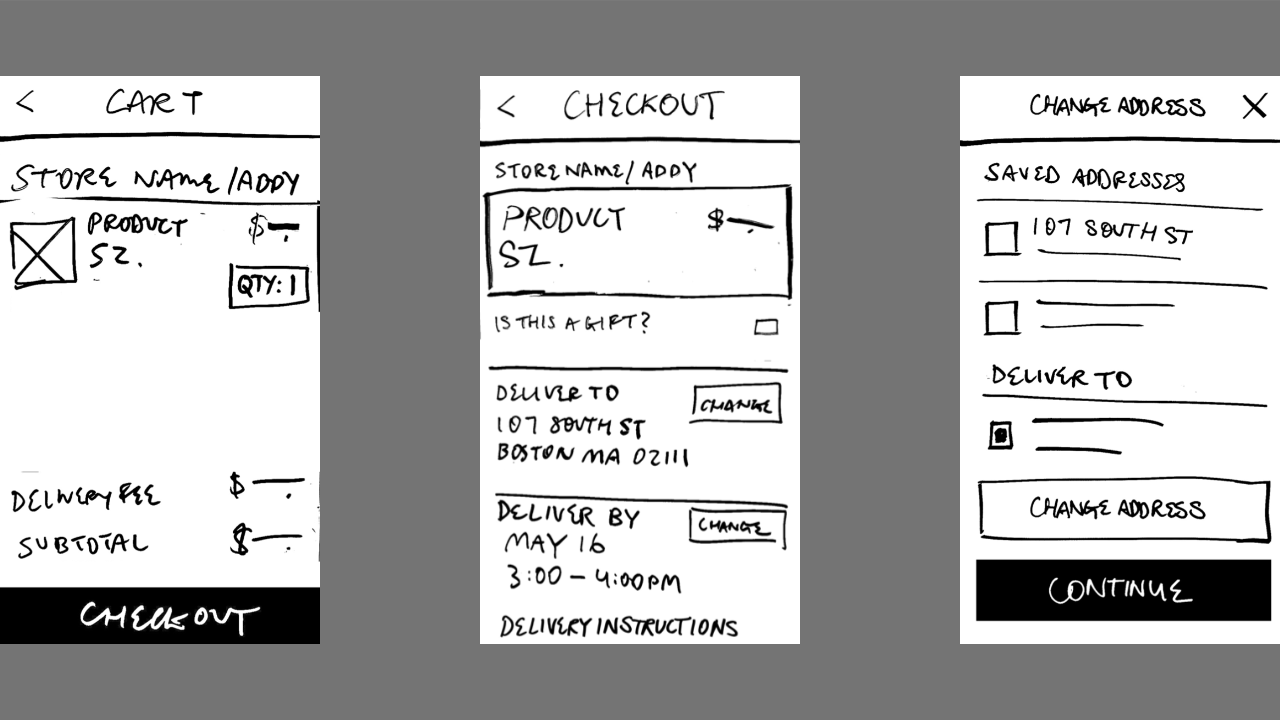 < CART
STORE NAME/ADDY
PRODUCT $—.
SZ.
QTY: 1
DELIVERY FEE $—.
SUBTOTAL $—.
CHECKOUT
< CHECKOUT
STORE NAME/ADDY
PRODUCT $—.
SZ.
IS THIS A GIFT?
DELIVER TO CHANGE
107 SOUTH ST
BOSTON MA 02111
DELIVER BY CHANGE
MAY 16
3:00 – 4:00PM
DELIVERY INSTRUCTIONS
CHANGE ADDRESS X
SAVED ADDRESSES
107 SOUTH ST
DELIVER TO
CHANGE ADDRESS
CONTINUE